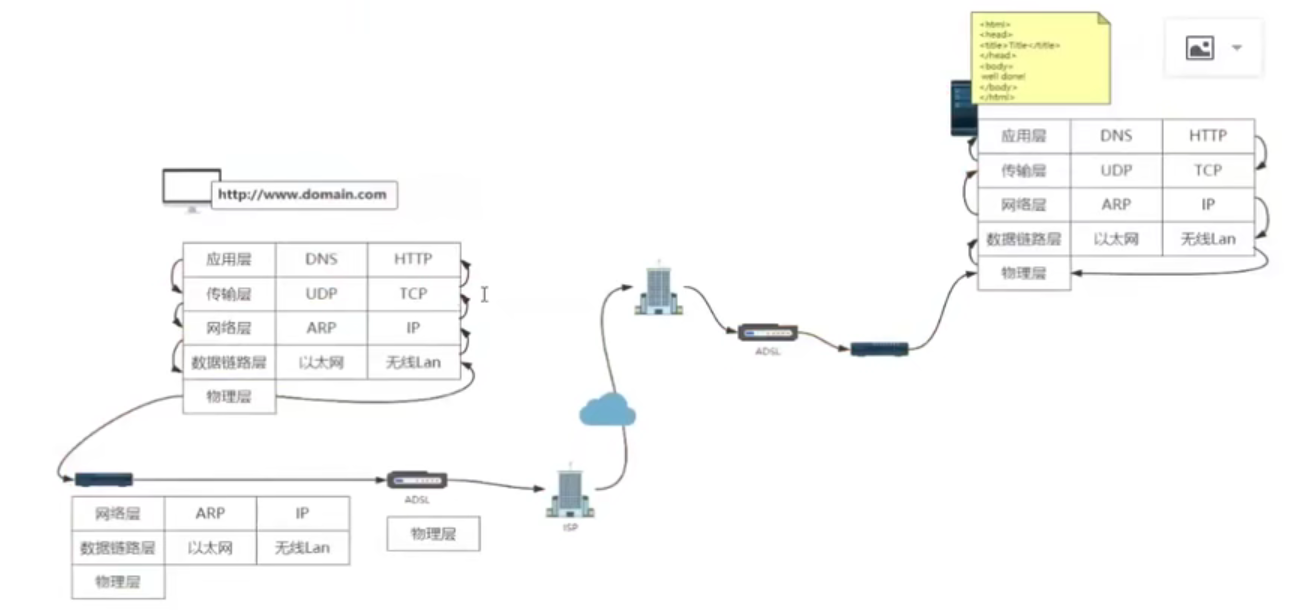 <html>
<head>
<title>Title</title>
</head>
<body>
well done!
</body>
</html>
应用层 DNS HTTP
传输层 UDP TCP
网络层 ARP IP
数据链路层 以太网 无线Lan
物理层
http://www.domain.com
应用层 DNS HTTP
传输层 UDP TCP
网络层 ARP IP
数据链路层 以太网 无线Lan
物理层
ADSL
ADSL
ISP
网络层 ARP IP
数据链路层 以太网 无线Lan
物理层
物理层